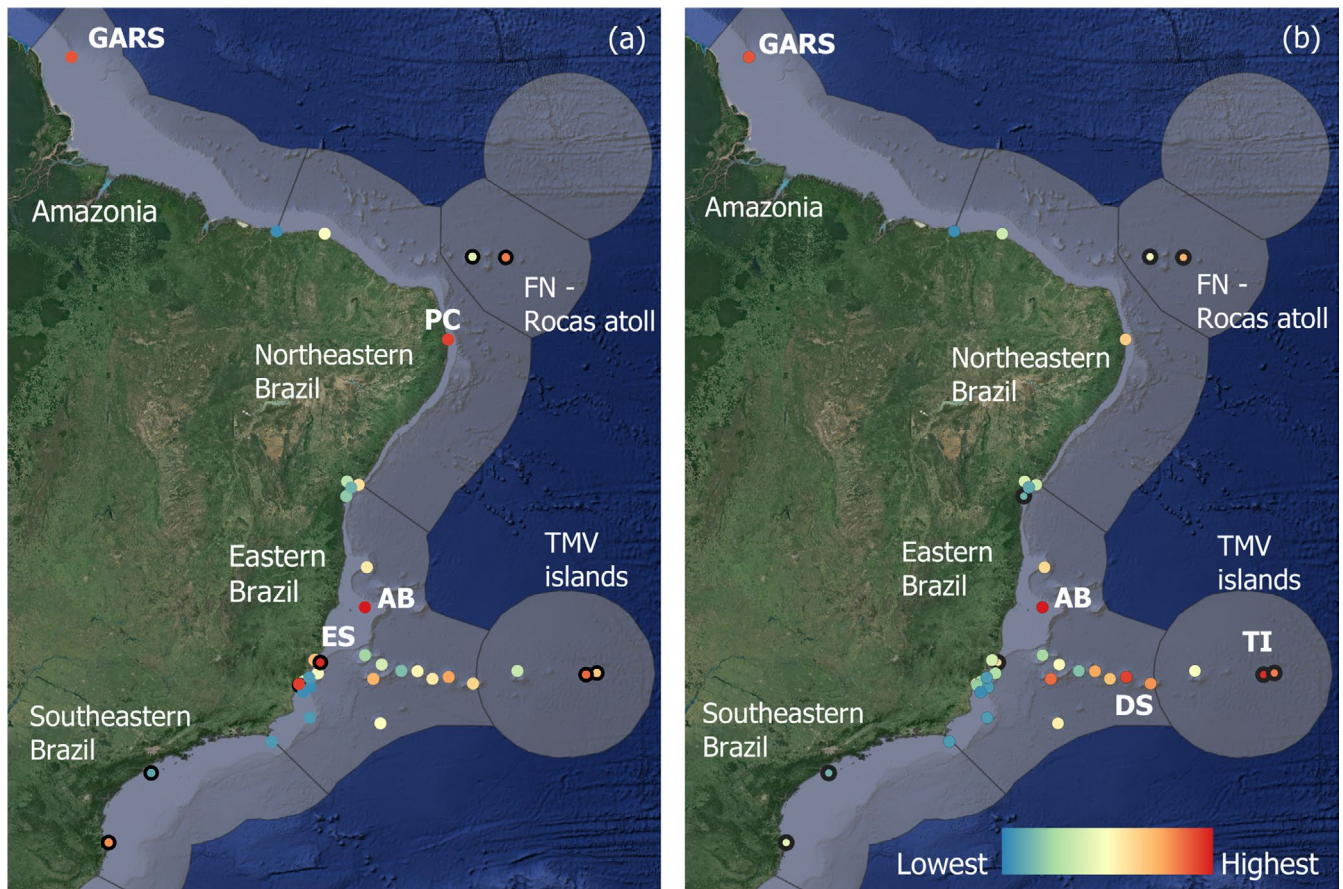 GARS
(a)
Amazonia
FN -
Rocas atoll
PC
Northeastern
Brazil
Eastern
Brazil
TMV
islands
AB
ES
Southeastern
Brazil
GARS
(b)
Amazonia
FN -
Rocas atoll
Northeastern
Brazil
Eastern
Brazil
TMV
islands
AB
TI
DS
Southeastern
Brazil
Lowest
Highest